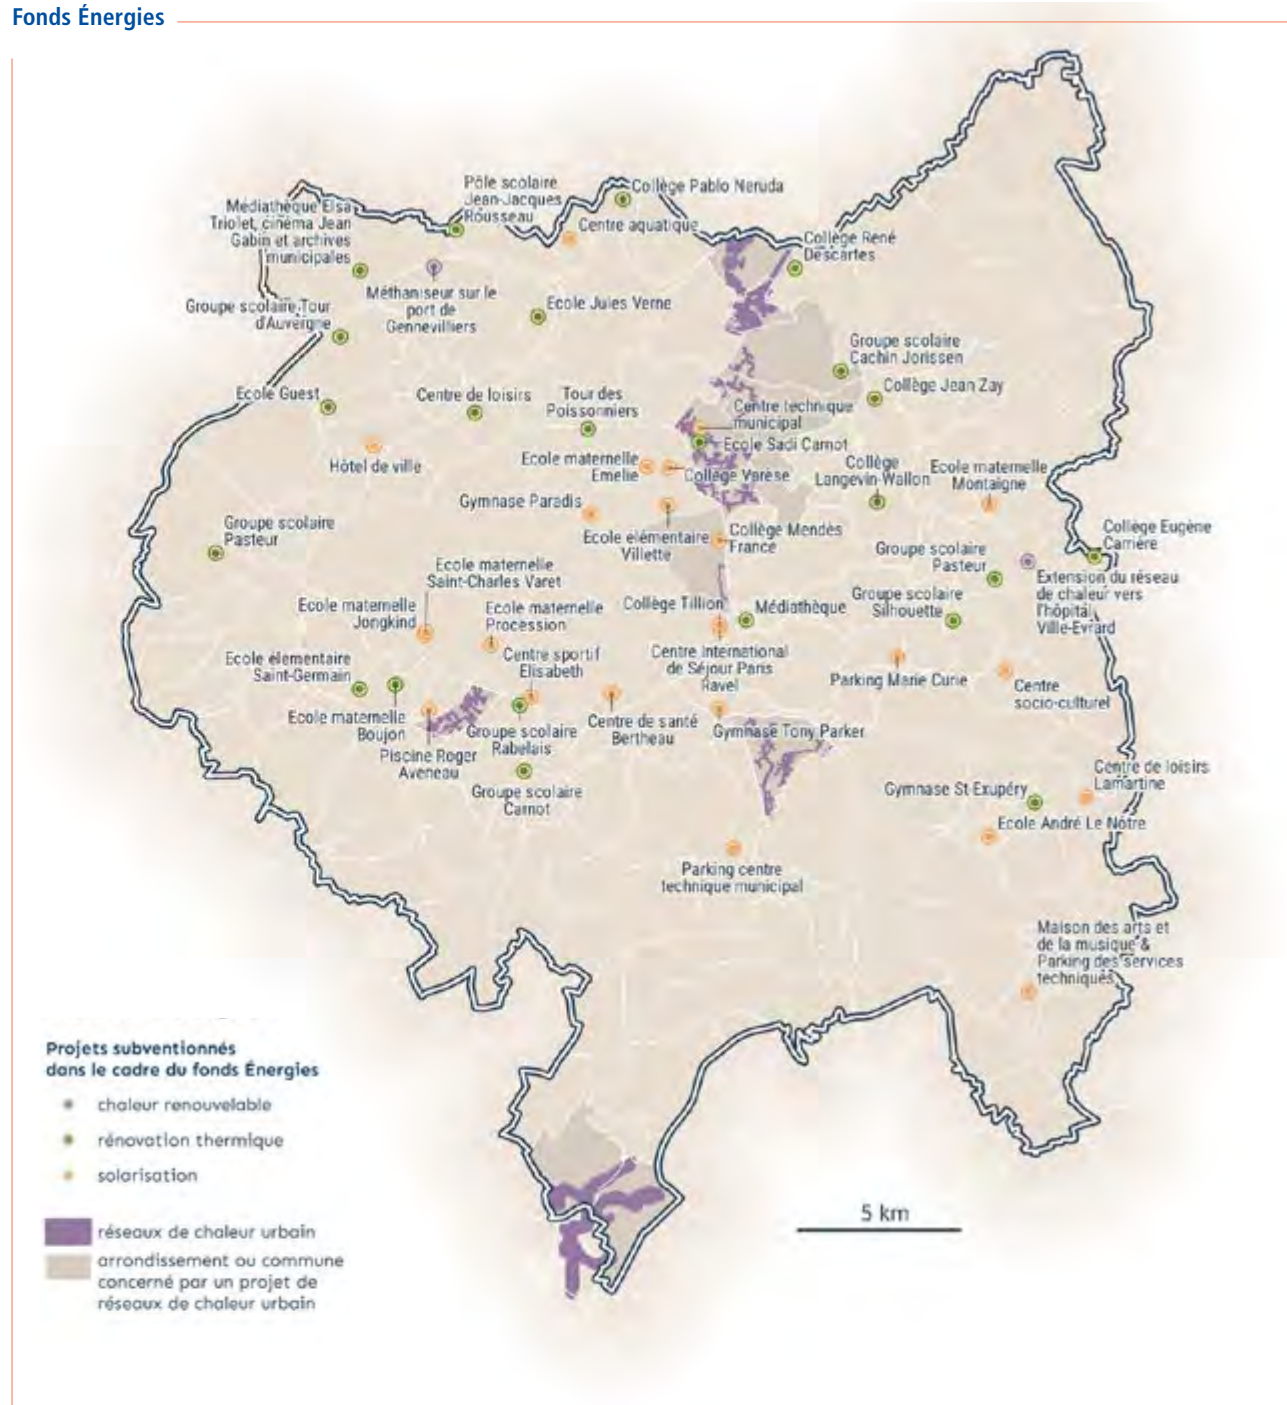 Fonds Énergies
Pôle scolaire
Jean-Jacques
Rousseau
Collège Pablo Neruda
Médiathèque Elsa
Triolet, cinéma Jean
Gabin et archives
municipales
Centre aquatique
Collège René
Descartes
Méthaniseur sur le
port de
Gennevilliers
Groupe scolaire Tour
d'Auvergne
Ecole Jules Verne
Groupe scolaire
Cachin Jorissen
Collège Jean Zay
Ecole Guest
Centre de loisirs
Tour des
Poissonniers
Centre technique
municipal
Ecole Sadi Carnot
Hôtel de ville
Ecole maternelle
Emelie
Collège Varèse
Collège
Langevin-Wallon
Ecole maternelle
Montaigne
Gymnase Paradis
Groupe scolaire
Pasteur
Ecole élémentaire
Villette
Collège Mendès
France
Collège Eugène
Carrière
Groupe scolaire
Pasteur
Extension du réseau
de chaleur vers
l'hôpital
Ville-Evrard
Ecole maternelle
Saint-Charles Varet
Ecole maternelle
Jongkind
Ecole maternelle
Procession
Collège Tillion
Médiathèque
Groupe scolaire
Silhouette
Ecole élémentaire
Saint-Germain
Centre sportif
Elisabeth
Centre International
de Séjour Paris
Ravel
Parking Marie Curie
Centre
socio-culturel
Ecole maternelle
Boujon
Piscine Roger
Aveneau
Groupe scolaire
Rabelais
Centre de santé
Bertheau
Gymnase Tony Parker
Groupe scolaire
Carnot
Centre de loisirs
Lamartine
Gymnase St Exupéry
Ecole André Le Nôtre
Parking centre
technique municipal
Maison des arts et
de la musique &
Parking des services
techniques
Projets subventionnés
dans le cadre du fonds Énergies
chaleur renouvelable
rénovation thermique
solarisation
réseaux de chaleur urbain
arrondissement ou commune
concerné par un projet de
réseaux de chaleur urbain
5 km